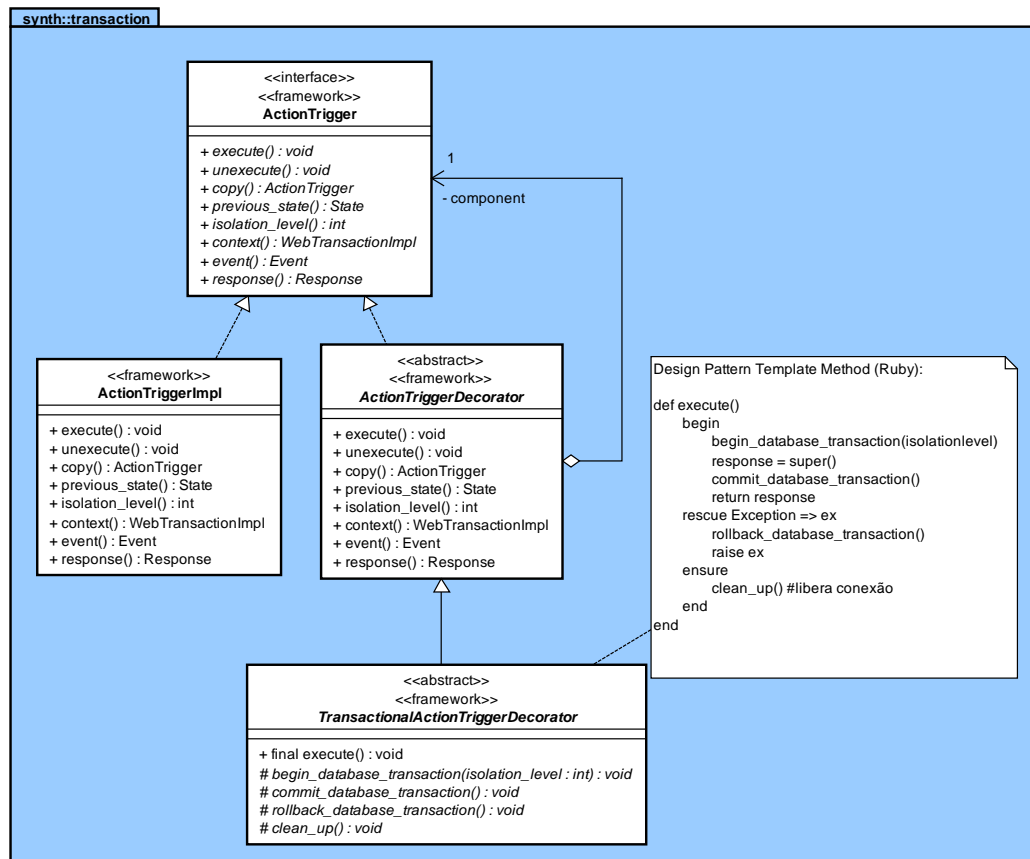 synth::transaction
<<interface>>
<<framework>>
ActionTrigger
+ execute() : void
+ unexecute() : void
+ copy() : ActionTrigger
+ previous_state() : State
+ isolation_level() : int
+ context() : WebTransactionImpl
+ event() : Event
+ response() : Response
1
- component
<<framework>>
ActionTriggerImpl
+ execute() : void
+ unexecute() : void
+ copy() : ActionTrigger
+ previous_state() : State
+ isolation_level() : int
+ context() : WebTransactionImpl
+ event() : Event
+ response() : Response
<<abstract>>
<<framework>>
ActionTriggerDecorator
+ execute() : void
+ unexecute() : void
+ copy() : ActionTrigger
+ previous_state() : State
+ isolation_level() : int
+ context() : WebTransactionImpl
+ event() : Event
+ response() : Response
Design Pattern Template Method (Ruby):
def execute()
begin
begin_database_transaction(isolationlevel)
response = super()
commit_database_transaction()
return response
rescue Exception => ex
rollback_database_transaction()
raise ex
ensure
clean_up() #libera conexão
end
end
<<abstract>>
<<framework>>
TransactionalActionTriggerDecorator
+ final execute() : void
# begin_database_transaction(isolation_level : int) : void
# commit_database_transaction() : void
# rollback_database_transaction() : void
# clean_up() : void